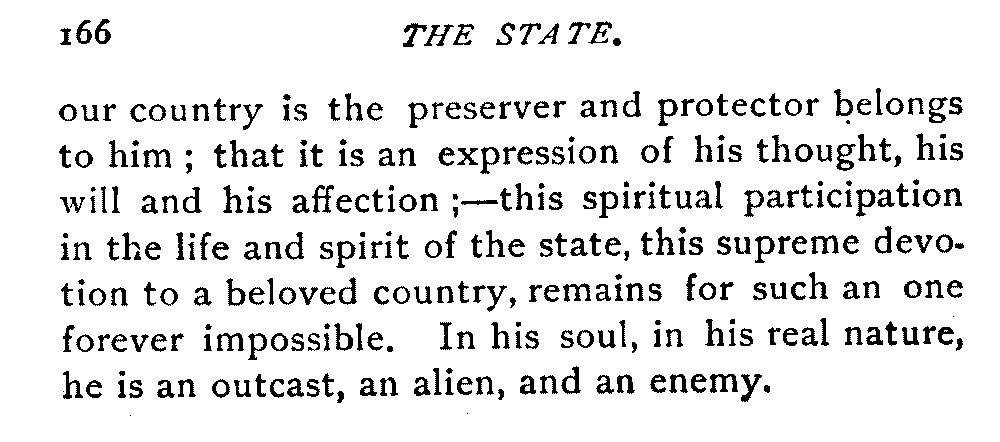 166 THE STATE.
our country is the preserver and protector belongs
to him ; that it is an expression of his thought, his
will and his affection ;—this spiritual participation
in the life and spirit of the state, this supreme devo-
tion to a beloved country, remains for such an one
forever impossible. In his soul, in his real nature,
he is an outcast, an alien, and an enemy.